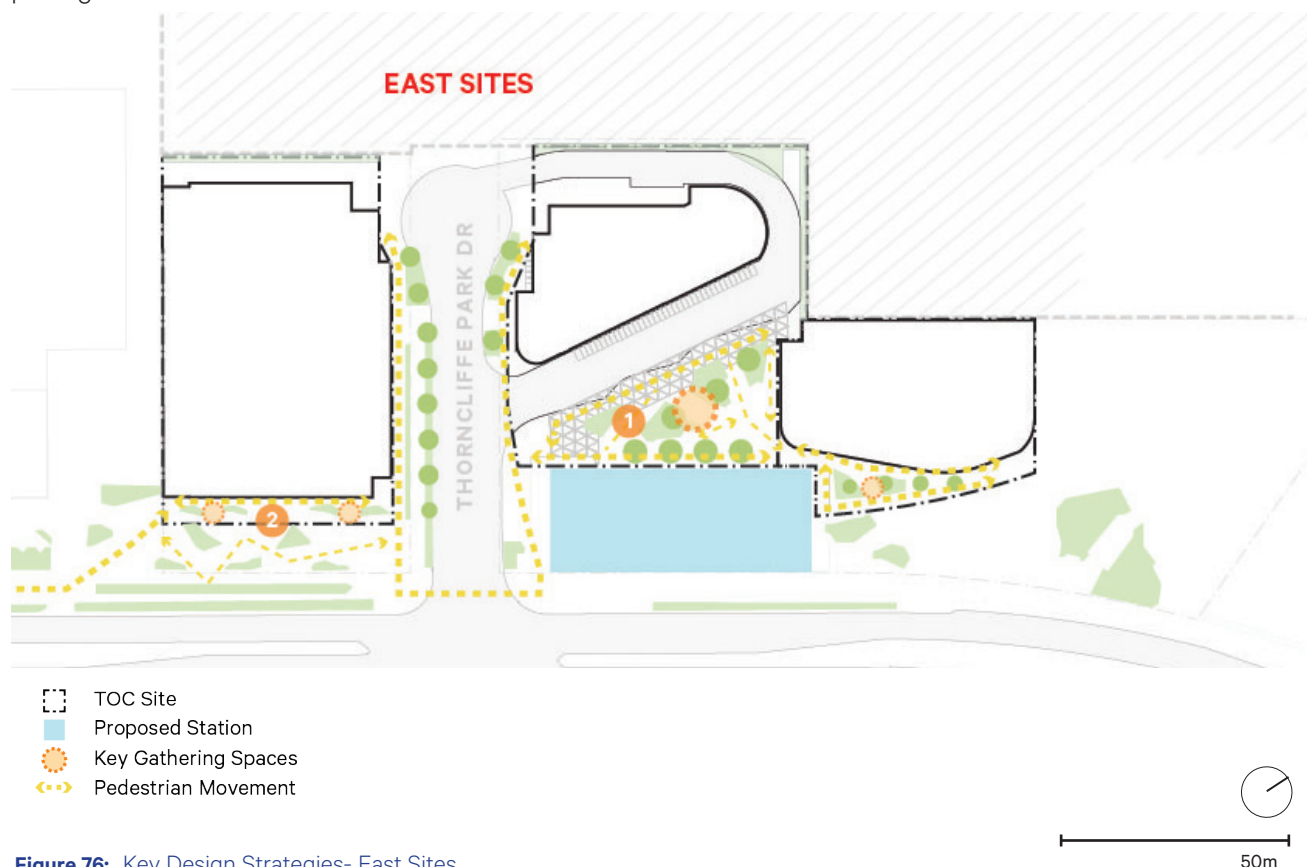 EAST SITES
THORNCLIFFE PARK DR
1
2
TOC Site
Proposed Station
Key Gathering Spaces
Pedestrian Movement
50m
Figure 76: Key Design Strategies- East Sites